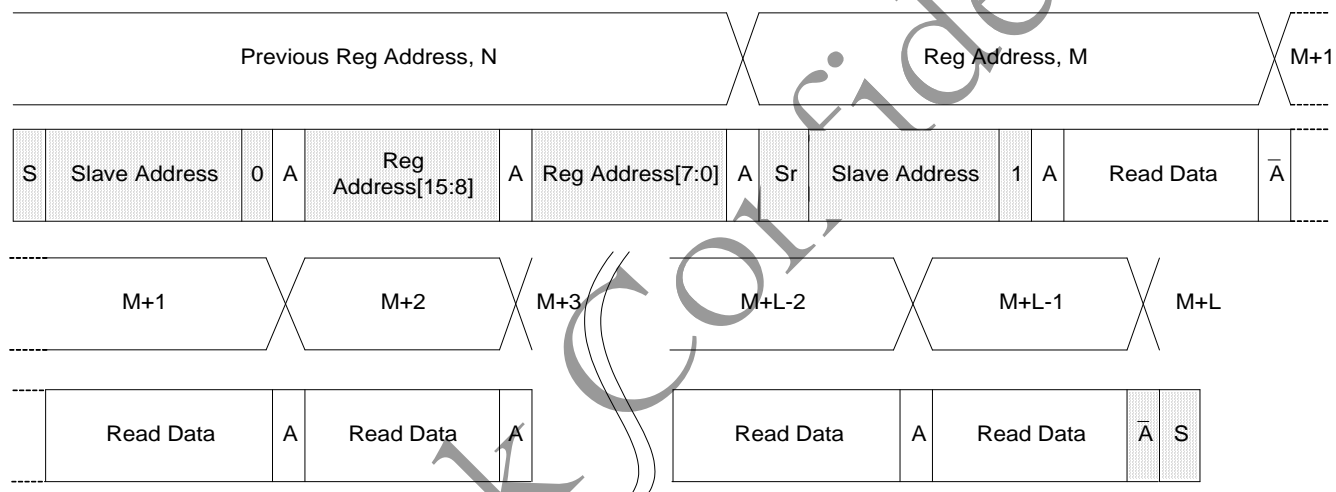 Previous Reg Address, N
Reg Address, M
M+1
S
Slave Address
0
A
Reg
Address[15:8]
A
Reg Address[7:0]
A
Sr
Slave Address
1
A
Read Data
A̅
M+1
M+2
M+3
M+L-2
M+L-1
M+L
Read Data
A
Read Data
A
Read Data
A
Read Data
A̅
S
k Confide